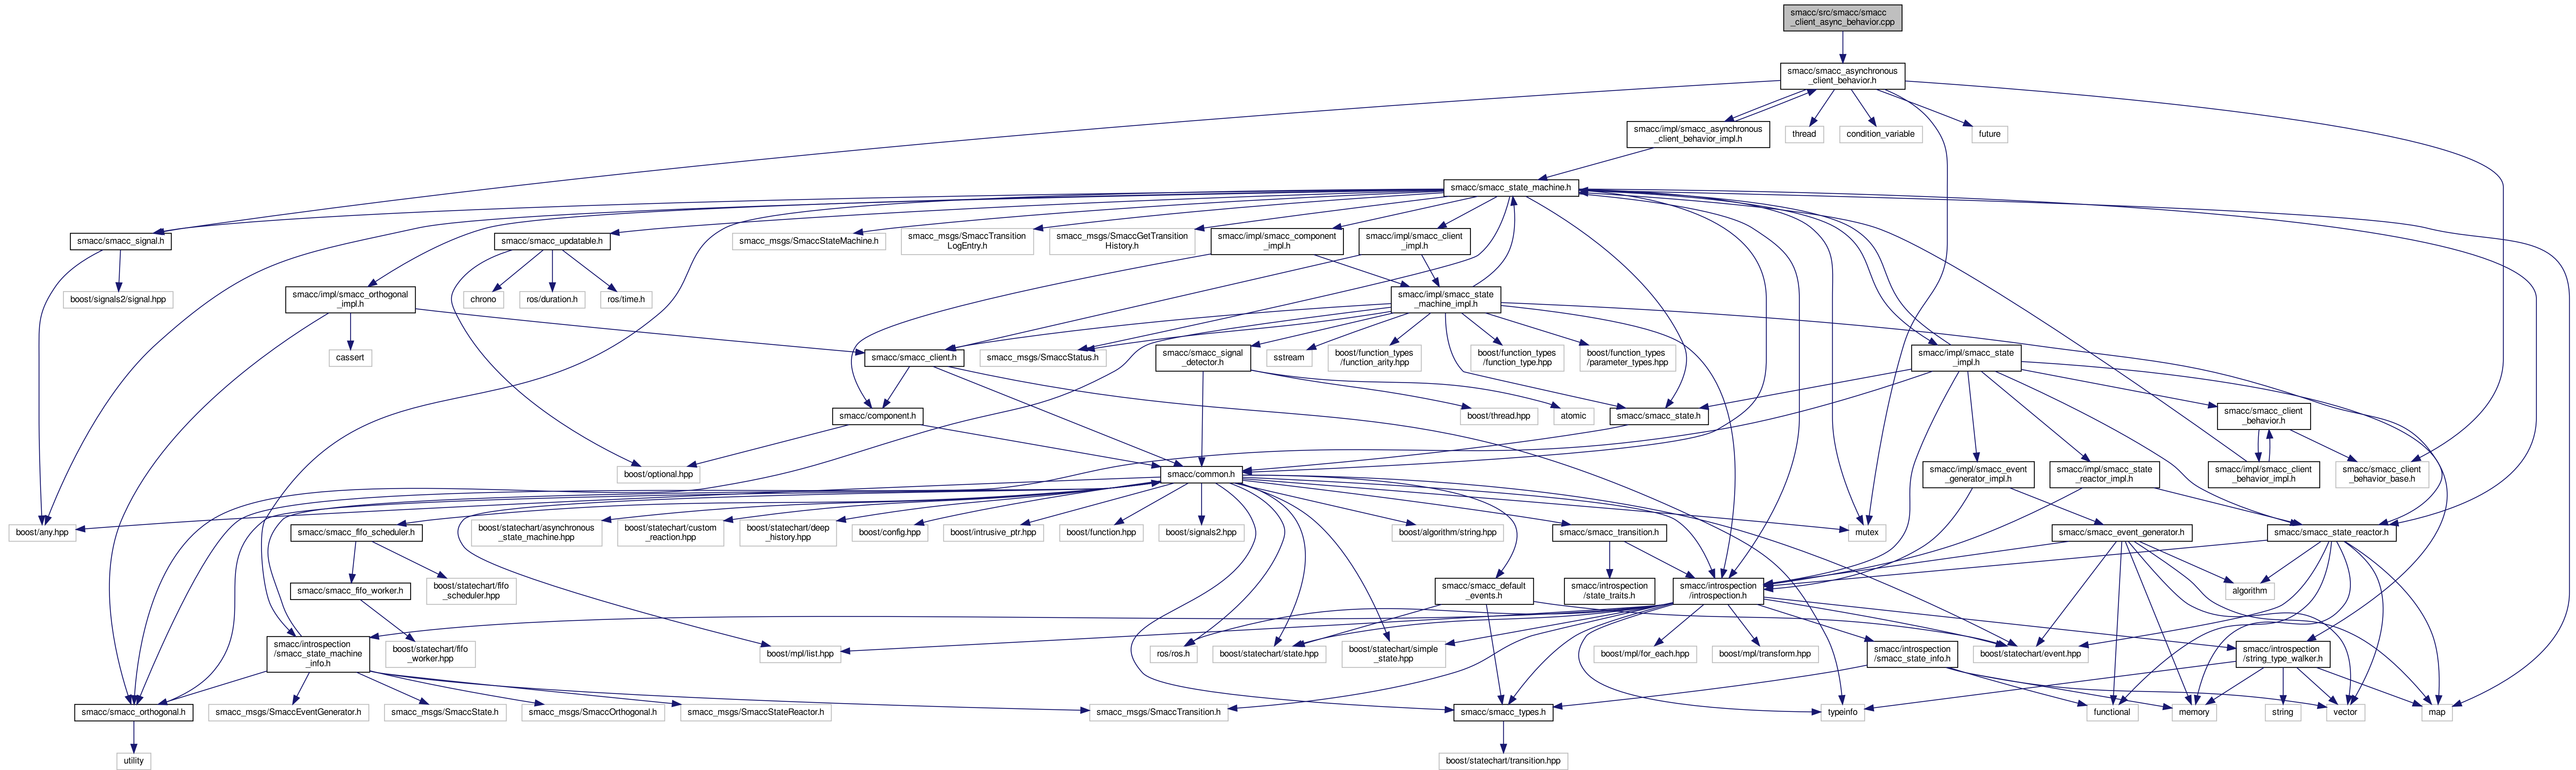 smacc/src/smacc/smacc
_client_async_behavior.cpp
smacc/smacc_asynchronous
_client_behavior.h
smacc/impl/smacc_asynchronous
_client_behavior_impl.h
thread
condition_variable
future
smacc/smacc_state_machine.h
smacc/smacc_signal.h
smacc/smacc_updatable.h
smacc_msgs/SmaccStateMachine.h
smacc_msgs/SmaccTransition
LogEntry.h
smacc_msgs/SmaccGetTransition
History.h
smacc/impl/smacc_component
_impl.h
smacc/impl/smacc_client
_impl.h
boost/signals2/signal.hpp
smacc/impl/smacc_orthogonal
_impl.h
chrono
ros/duration.h
ros/time.h
smacc/impl/smacc_state
_machine_impl.h
cassert
smacc/smacc_client.h
smacc_msgs/SmaccStatus.h
smacc/smacc_signal
_detector.h
sstream
boost/function_types
/function_arity.hpp
boost/function_types
/function_type.hpp
boost/function_types
/parameter_types.hpp
smacc/impl/smacc_state
_impl.h
smacc/component.h
boost/thread.hpp
atomic
smacc/smacc_state.h
smacc/smacc_client
_behavior.h
boost/optional.hpp
smacc/common.h
smacc/impl/smacc_event
_generator_impl.h
smacc/impl/smacc_state
_reactor_impl.h
smacc/impl/smacc_client
_behavior_impl.h
smacc/smacc_client
_behavior_base.h
boost/any.hpp
smacc/smacc_fifo_scheduler.h
boost/statechart/asynchronous
_state_machine.hpp
boost/statechart/custom
_reaction.hpp
boost/statechart/deep
_history.hpp
boost/config.hpp
boost/intrusive_ptr.hpp
boost/function.hpp
boost/signals2.hpp
boost/algorithm/string.hpp
smacc/smacc_transition.h
mutex
smacc/smacc_event_generator.h
smacc/smacc_state_reactor.h
smacc/smacc_fifo_worker.h
boost/statechart/fifo
_scheduler.hpp
smacc/smacc_default
_events.h
smacc/introspection
/state_traits.h
smacc/introspection
/introspection.h
algorithm
smacc/introspection
/smacc_state_machine
_info.h
boost/statechart/fifo
_worker.hpp
boost/mpl/list.hpp
ros/ros.h
boost/statechart/state.hpp
boost/statechart/simple
_state.hpp
boost/mpl/for_each.hpp
boost/mpl/transform.hpp
smacc/introspection
/smacc_state_info.h
boost/statechart/event.hpp
smacc/introspection
/string_type_walker.h
smacc/smacc_orthogonal.h
smacc_msgs/SmaccEventGenerator.h
smacc_msgs/SmaccState.h
smacc_msgs/SmaccOrthogonal.h
smacc_msgs/SmaccStateReactor.h
smacc_msgs/SmaccTransition.h
smacc/smacc_types.h
typeinfo
functional
memory
string
vector
map
utility
boost/statechart/transition.hpp